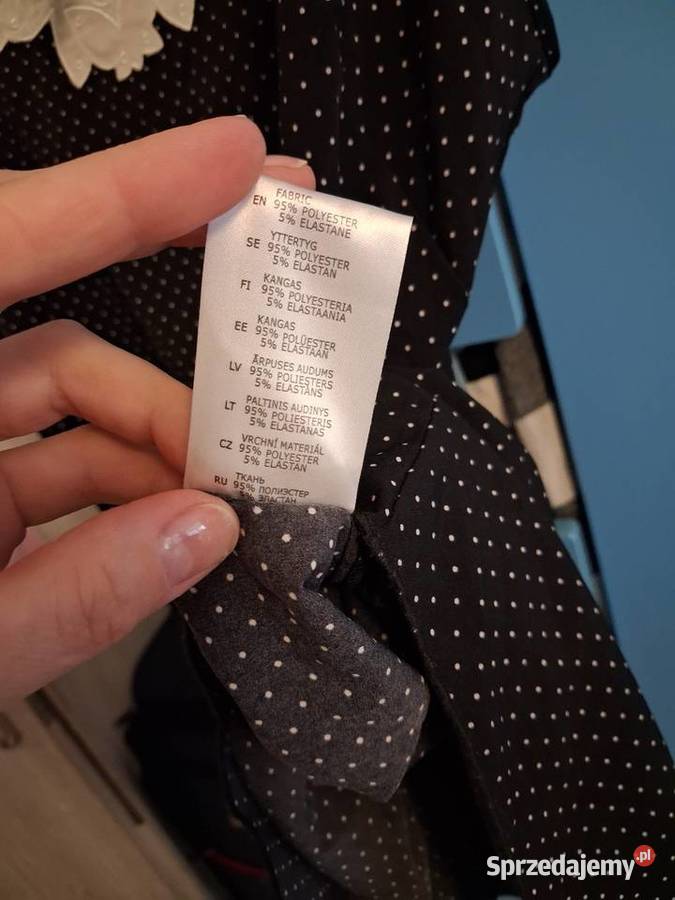 FABRIC
EN 95% POLYESTER
5% ELASTANE
YTTERTYG
SE 95% POLYESTER
5% ELASTAN
KANGAS
FI 95% POLYESTERIA
5% ELASTAANIA
KANGAS
EE 95% POLÜESTER
5% ELASTAAN
ĀRPUSES AUDUMS
LV 95% POLIESTERS
5% ELASTĀNS
PALTINIS AUDINYS
LT 95% POLIESTERIS
5% ELASTANAS
VRCHNÍ MATERIÁL
CZ 95% POLYESTER
5% ELASTAN
ТКАНЬ
RU 95% ПОЛИЭСТЕР
5% ЭЛАСТАН
Sprzedajemy.pl